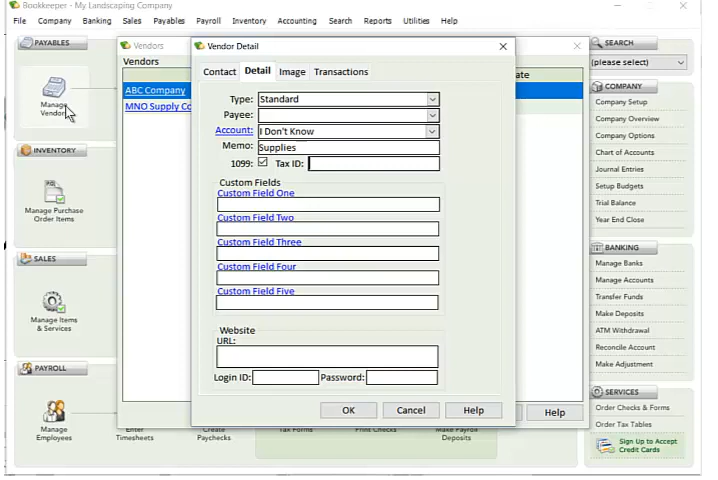 Bookkeeper - My Landscaping Company
File Company Banking Sales Payables Payroll Inventory Accounting Search Reports Activities Utilities Help
PAYABLES
Manage
Vendors
INVENTORY
Manage Purchase
Order Items
SALES
Manage Items
& Services
PAYROLL
Manage
Employees
Enter
Timesheets
Create
Paychecks
Tax Forms
Print Checks
Make Payroll
Deposits
Vendors
Vendors
ABC Company
MNO Supply Co
ate
Help
Vendor Detail
Contact Detail Image Transactions
Type: Standard
Payee:
Account: I Don't Know
Memo: Supplies
1099: Tax ID:
Custom Fields
Custom Field One
Custom Field Two
Custom Field Three
Custom Field Four
Custom Field Five
Website
URL:
Login ID: Password:
OK Cancel Help
SEARCH
(please select)
COMPANY
Company Setup
Company Overview
Company Options
Chart of Accounts
Journal Entries
Setup Budgets
Trial Balance
Year End Close
BANKING
Manage Banks
Manage Accounts
Transfer Funds
Make Deposits
ATM Withdrawal
Reconcile Account
Make Adjustment
SERVICES
Order Checks & Forms
Order Tax Tables
Sign Up to Accept
Credit Cards